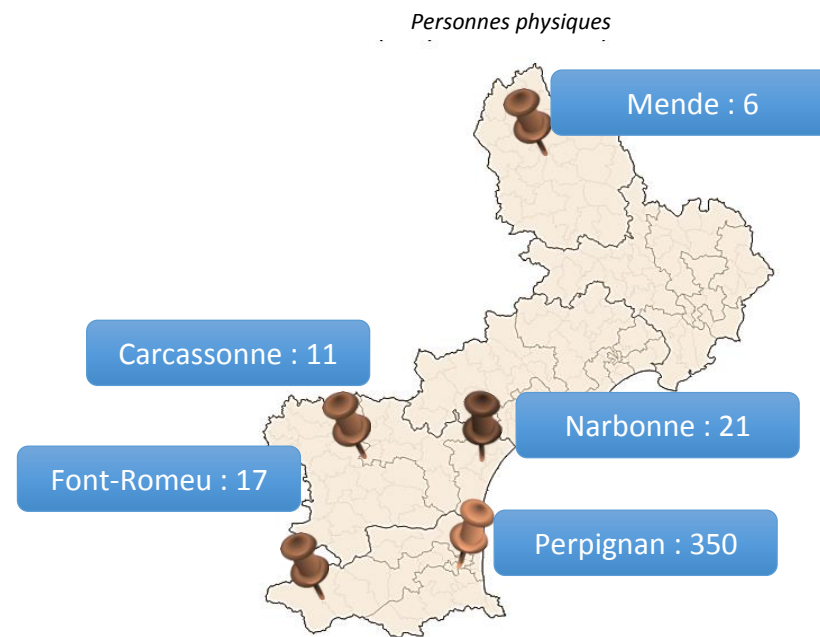 Personnes physiques
Mende : 6
Carcassonne : 11
Narbonne : 21
Font-Romeu : 17
Perpignan : 350